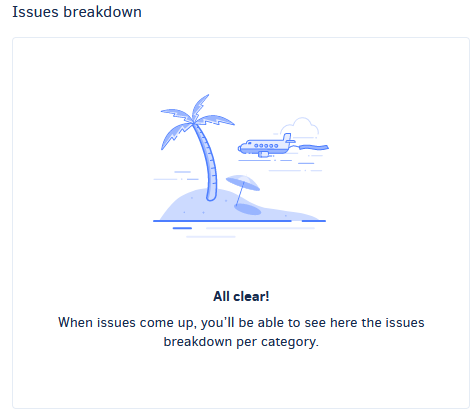 Issues breakdown
All clear!
When issues come up, you'll be able to see here the issues
breakdown per category.